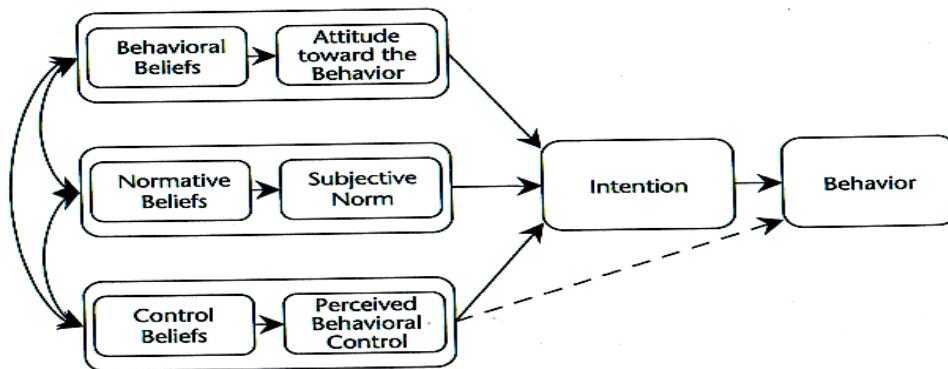 Behavioral
Beliefs
Attitude
toward the
Behavior
Normative
Beliefs
Subjective
Norm
Intention
Behavior
Control
Beliefs
Perceived
Behavioral
Control